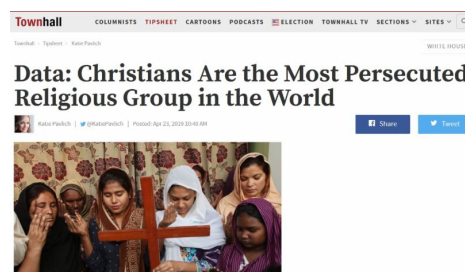 Townhall
COLUMNISTS TIPSHEET CARTOONS PODCASTS ELECTION TOWNHALL TV SECTIONS SITES
Townhall Tipsheet Katie Pavlich
WHITE HOUS
Data: Christians Are the Most Persecuted
Religious Group in the World
Katie Pavlich | @KatiePavlich | Posted: Apr 23, 2019 10:40 AM
Share
Tweet